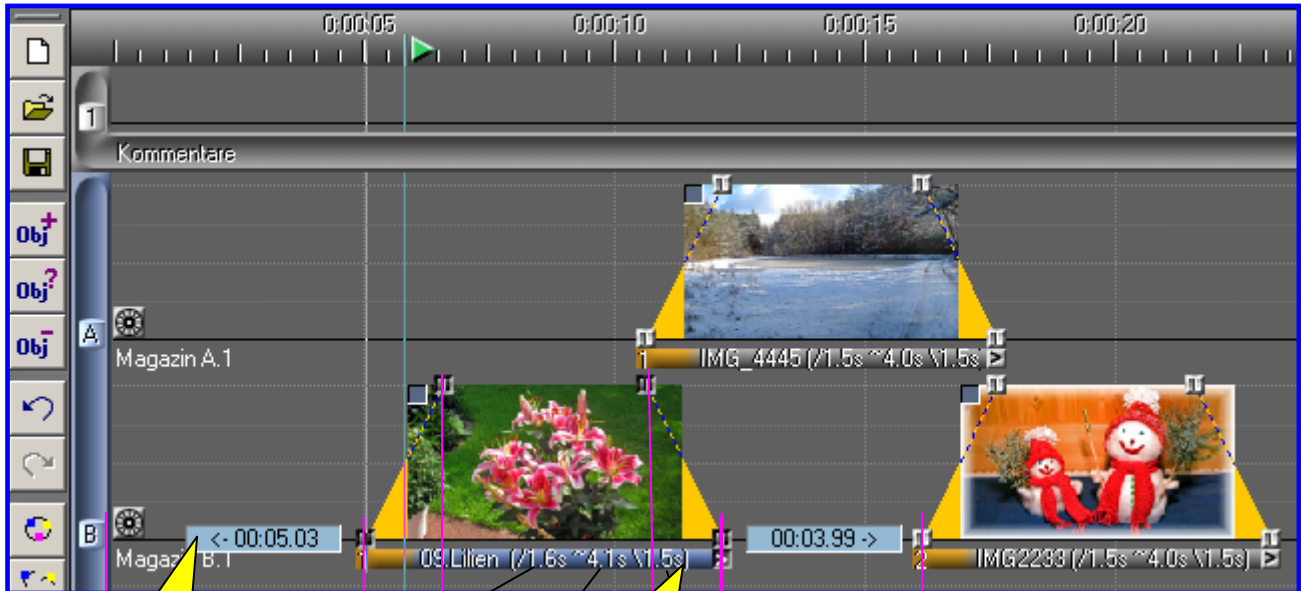 0:00:05 0:00:10 0:00:15 0:00:20
1
Kommentare
Obj+
Obj?
Obj-
A
Magazin A.1
1 IMG_4445 (/1.5s ~4.0s \1.5s) >
B
<- 00:05.03
00:03.99 ->
Magazin B.1
1 09.Lilien (/1.6s ~4.1s \1.5s) >
2 IMG2233 (/1.5s ~4.0s \1.5s) >